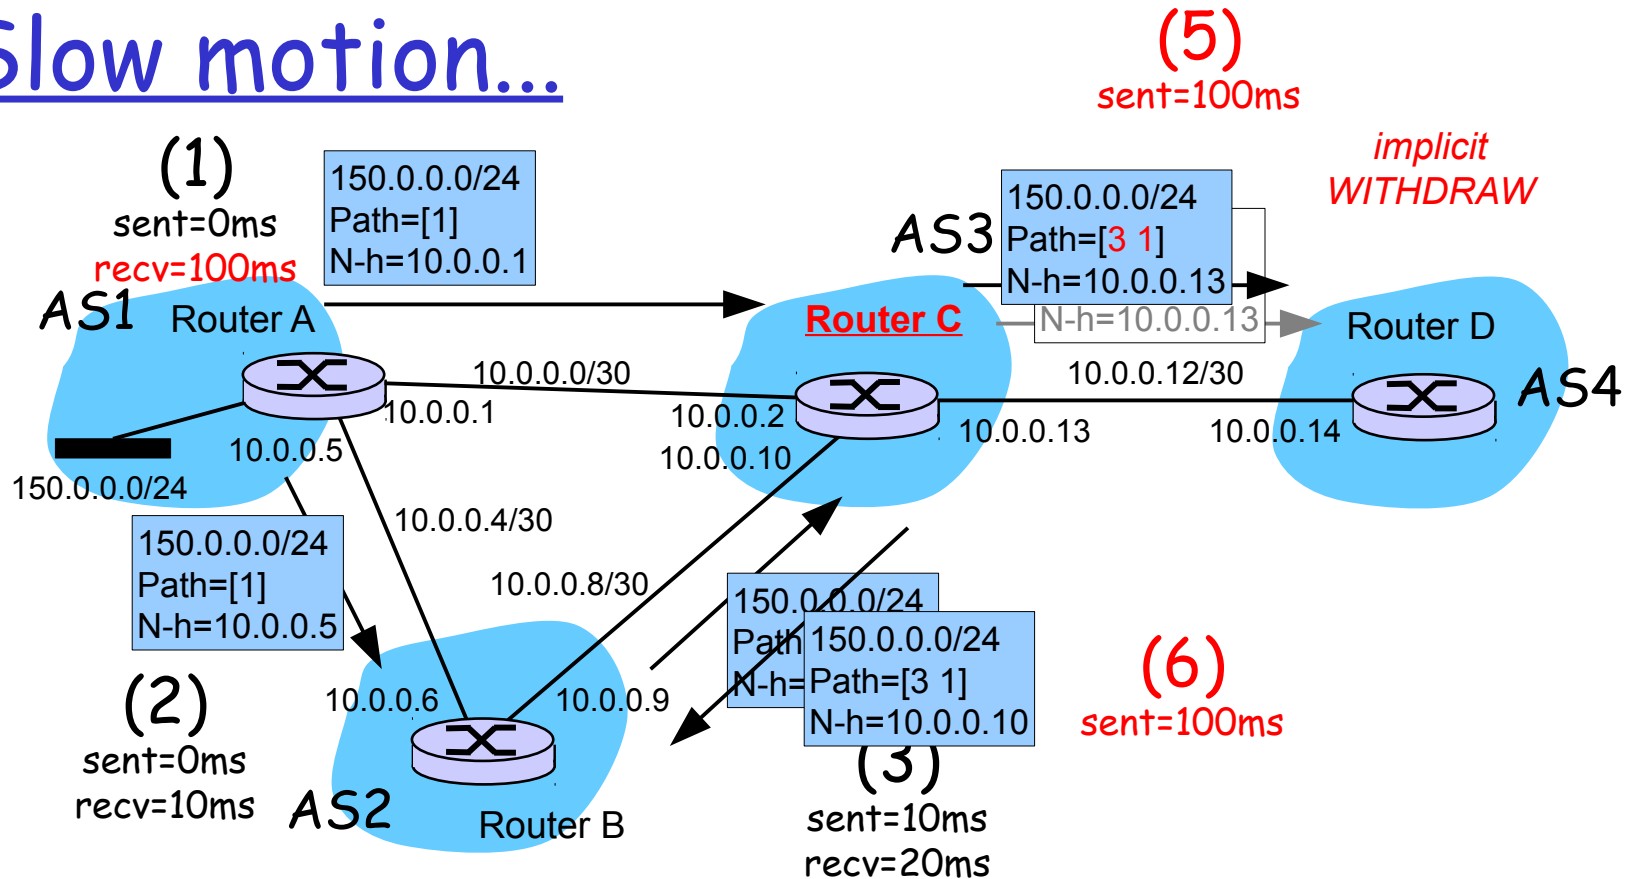 Slow motion...
(5)
sent=100ms
implicit
WITHDRAW
(1)
sent=0ms
recv=100ms
150.0.0.0/24
Path=[1]
N-h=10.0.0.1
AS3
150.0.0.0/24
Path=[3 1]
N-h=10.0.0.13
N-h=10.0.0.13
AS1
Router A
Router C
Router D
AS4
10.0.0.0/30
10.0.0.12/30
10.0.0.1
10.0.0.2
10.0.0.13
10.0.0.14
10.0.0.5
10.0.0.10
150.0.0.0/24
10.0.0.4/30
150.0.0.0/24
Path=[1]
N-h=10.0.0.5
10.0.0.8/30
150.0.0.0/24
Path
N-h=
150.0.0.0/24
Path=[3 1]
N-h=10.0.0.10
(6)
sent=100ms
(2)
sent=0ms
recv=10ms
10.0.0.6
10.0.0.9
AS2
Router B
(3)
sent=10ms
recv=20ms